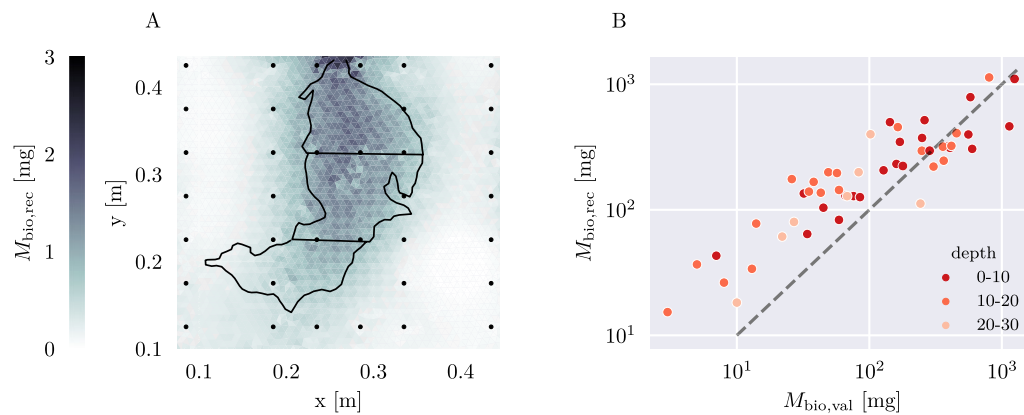 A
3
2
1
0
M_bio,rec [mg]
0.4
0.3
0.2
0.1
y [m]
0.1 0.2 0.3 0.4
x [m]
B
10^3
10^2
10^1
M_bio,rec [mg]
depth
0-10
10-20
20-30
10^1 10^2 10^3
M_bio,val [mg]